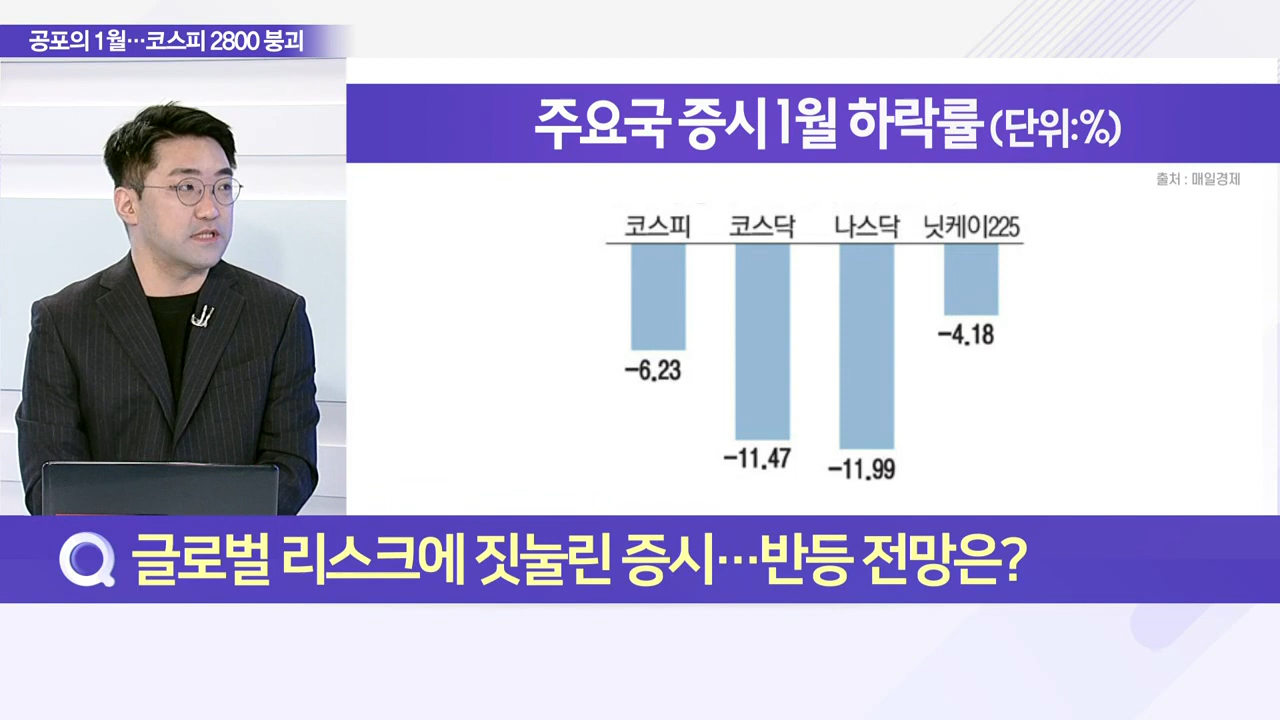 공포의 1월…코스피 2800 붕괴
주요국 증시 1월 하락률 (단위:%)
출처 : 매일경제
코스피 코스닥 나스닥 닛케이225
-4.18
-6.23
-11.47
-11.99
글로벌 리스크에 짓눌린 증시…반등 전망은?